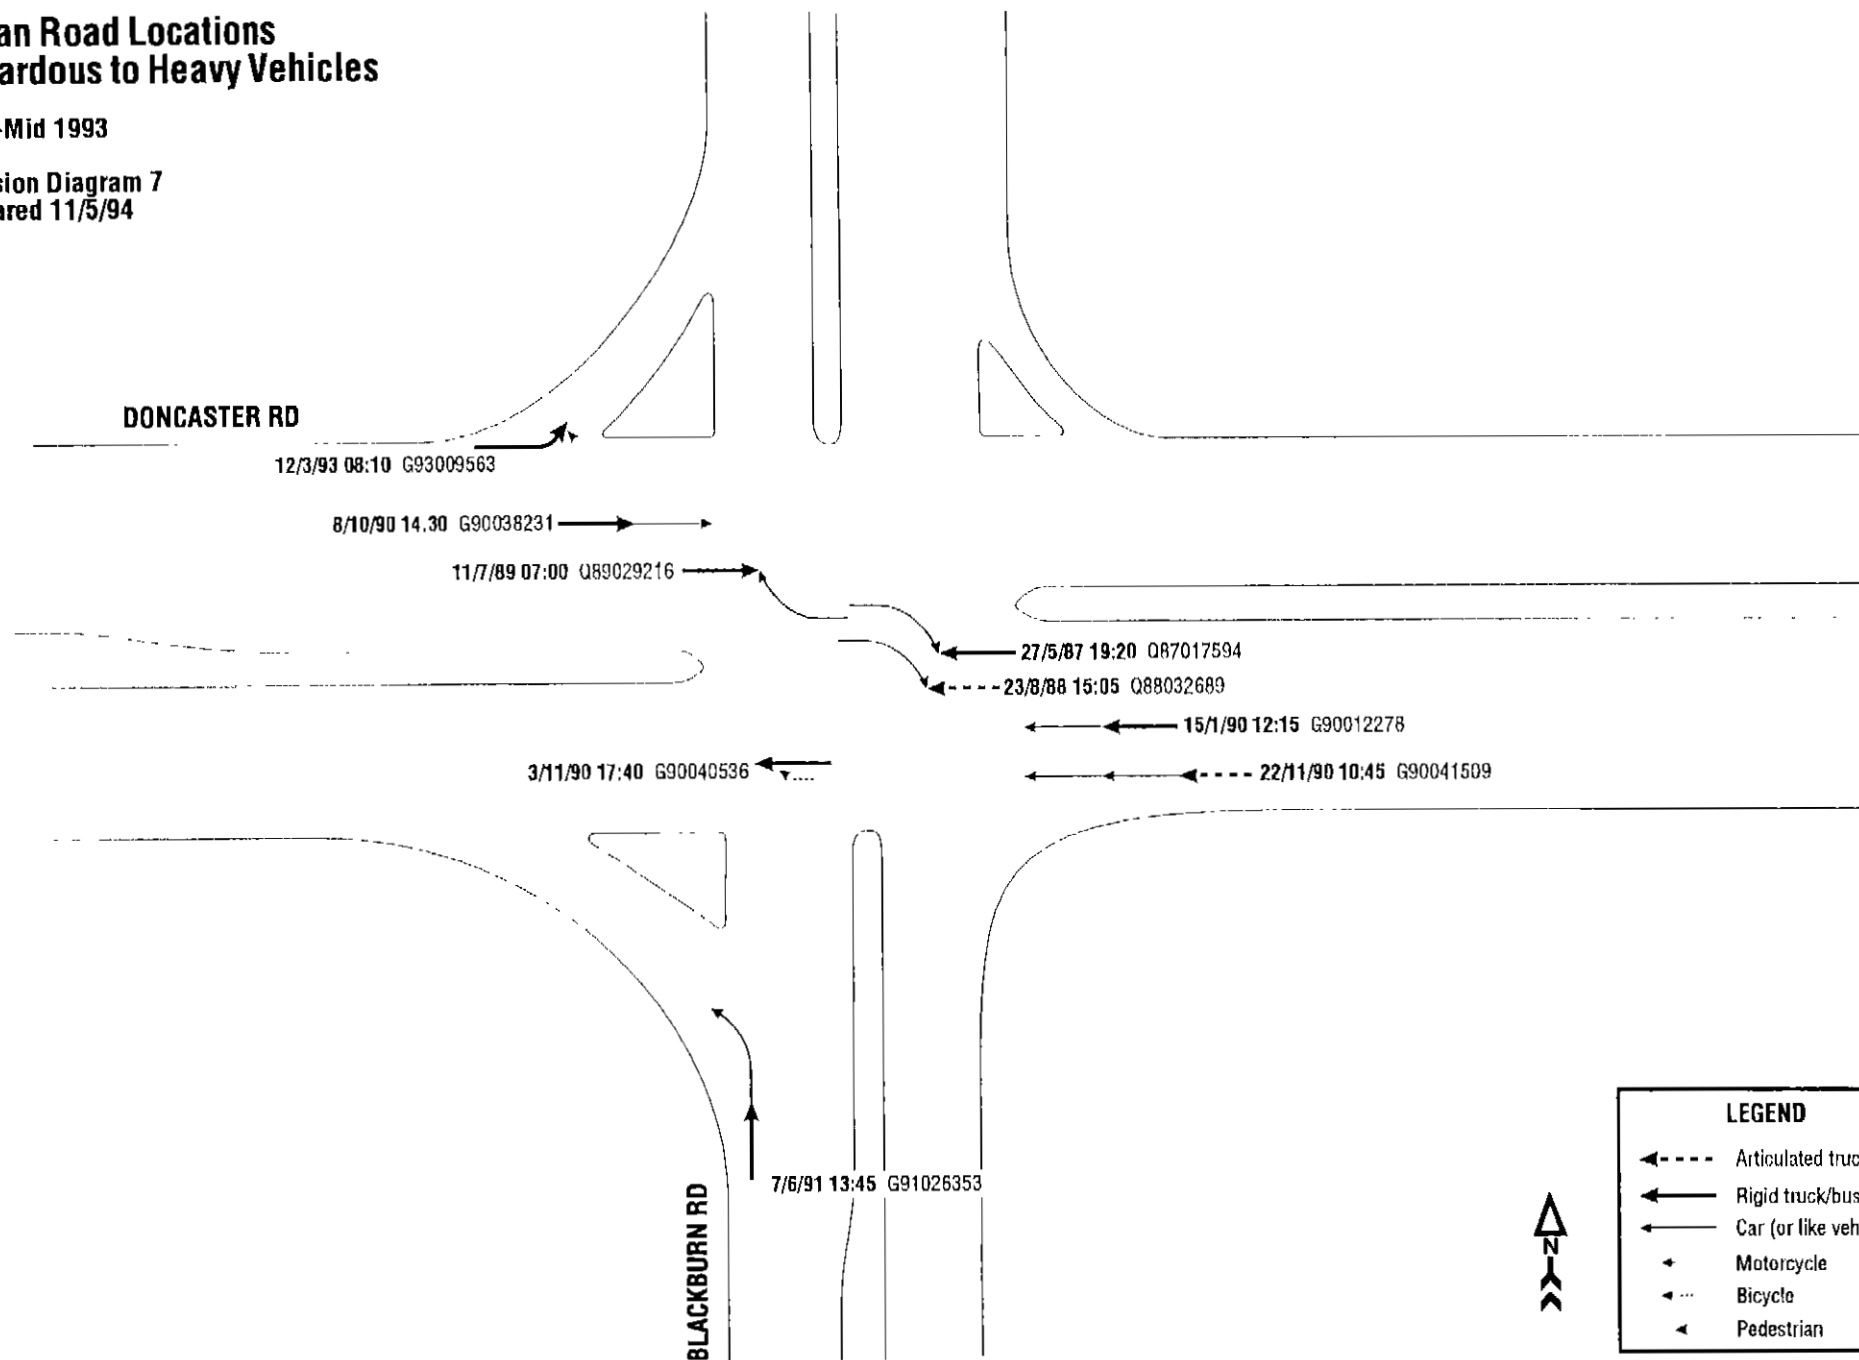 an Road Locations
ardous to Heavy Vehicles
-Mid 1993
sion Diagram 7
ared 11/5/94
DONCASTER RD
12/3/93 08:10 G93009563
8/10/90 14.30 G90038231
11/7/89 07:00 Q89029216
27/5/87 19:20 Q87017594
23/8/88 15:05 Q88032689
15/1/90 12:15 G90012278
3/11/90 17:40 G90040536
22/11/90 10:45 G90041509
7/6/91 13:45 G91026353
BLACKBURN RD
N
LEGEND
Articulated truc
Rigid truck/bus
Car (or like veh
Motorcycle
Bicycle
Pedestrian